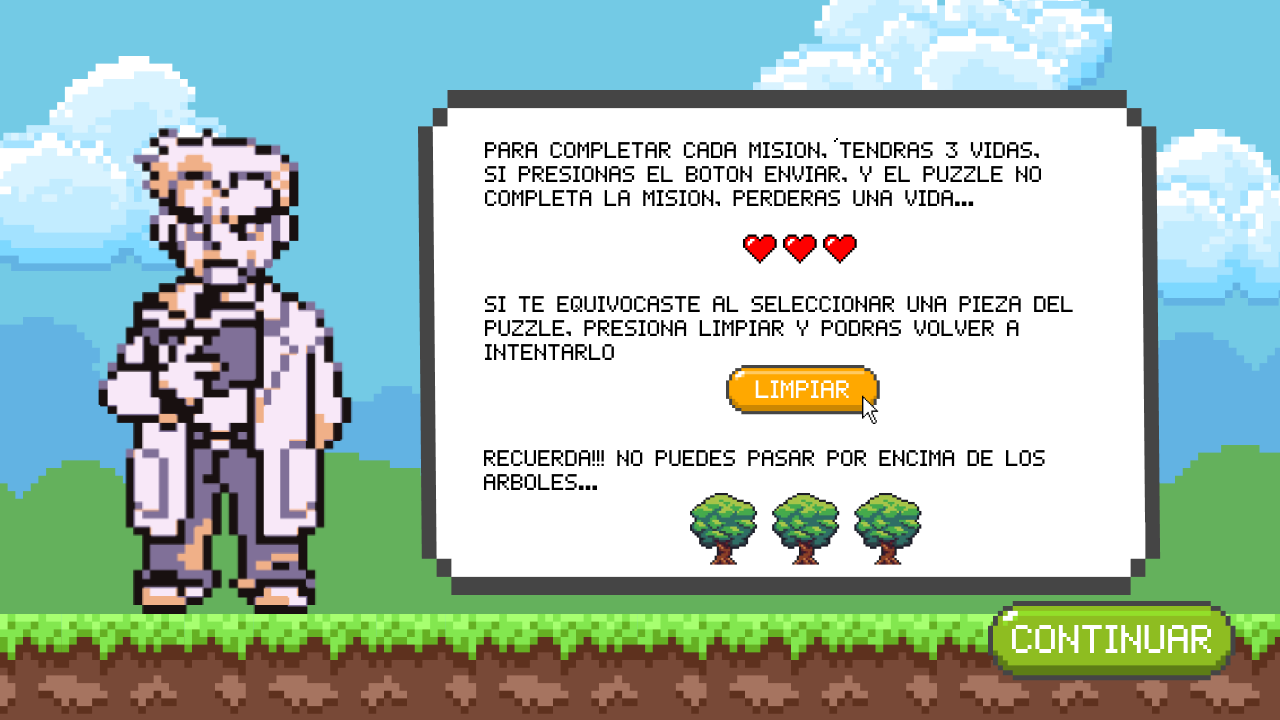 PARA COMPLETAR CADA MISION, TENDRAS 3 VIDAS,
SI PRESIONAS EL BOTON ENVIAR, Y EL PUZZLE NO
COMPLETA LA MISION, PERDERAS UNA VIDA...
SI TE EQUIVOCASTE AL SELECCIONAR UNA PIEZA DEL
PUZZLE, PRESIONA LIMPIAR Y PODRAS VOLVER A
INTENTARLO
LIMPIAR
RECUERDA!!! NO PUEDES PASAR POR ENCIMA DE LOS
ARBOLES...
CONTINUAR